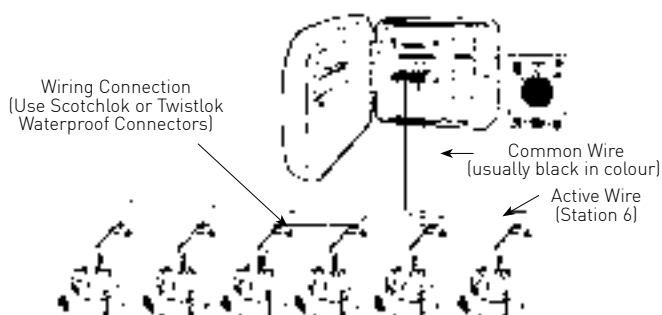 Wiring Connection
(Use Scotchlok or Twistlok
Waterproof Connectors)
Common Wire
(usually black in colour)
Active Wire
(Station 6)